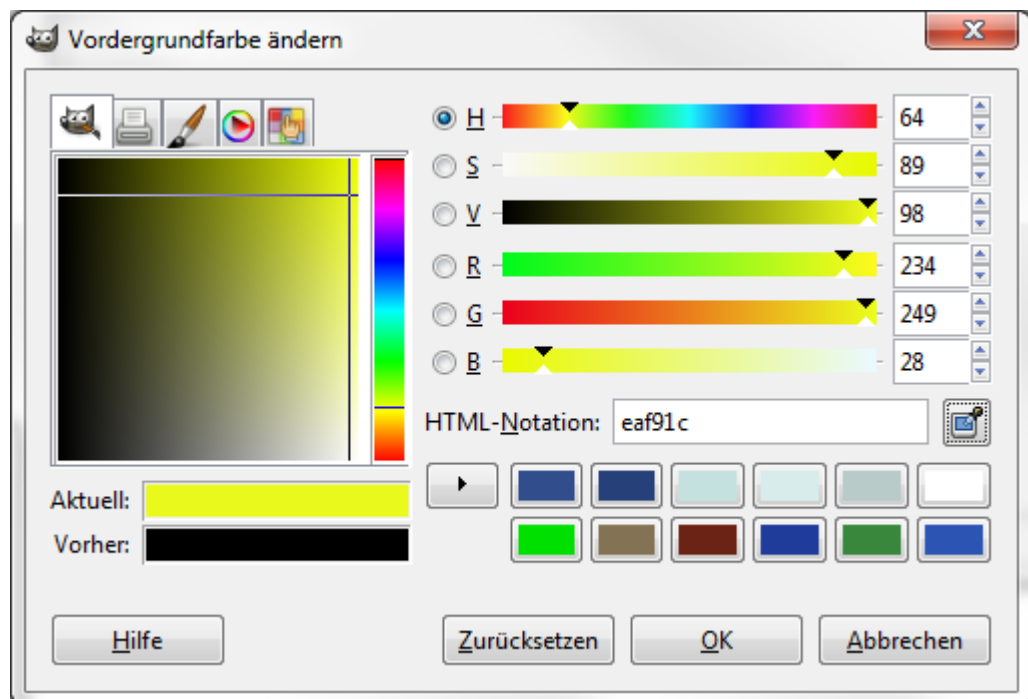 Vordergrundfarbe ändern
H 64
S 89
V 98
R 234
G 249
B 28
HTML-Notation: eaf91c
Aktuell:
Vorher:
Hilfe
Zurücksetzen
OK
Abbrechen